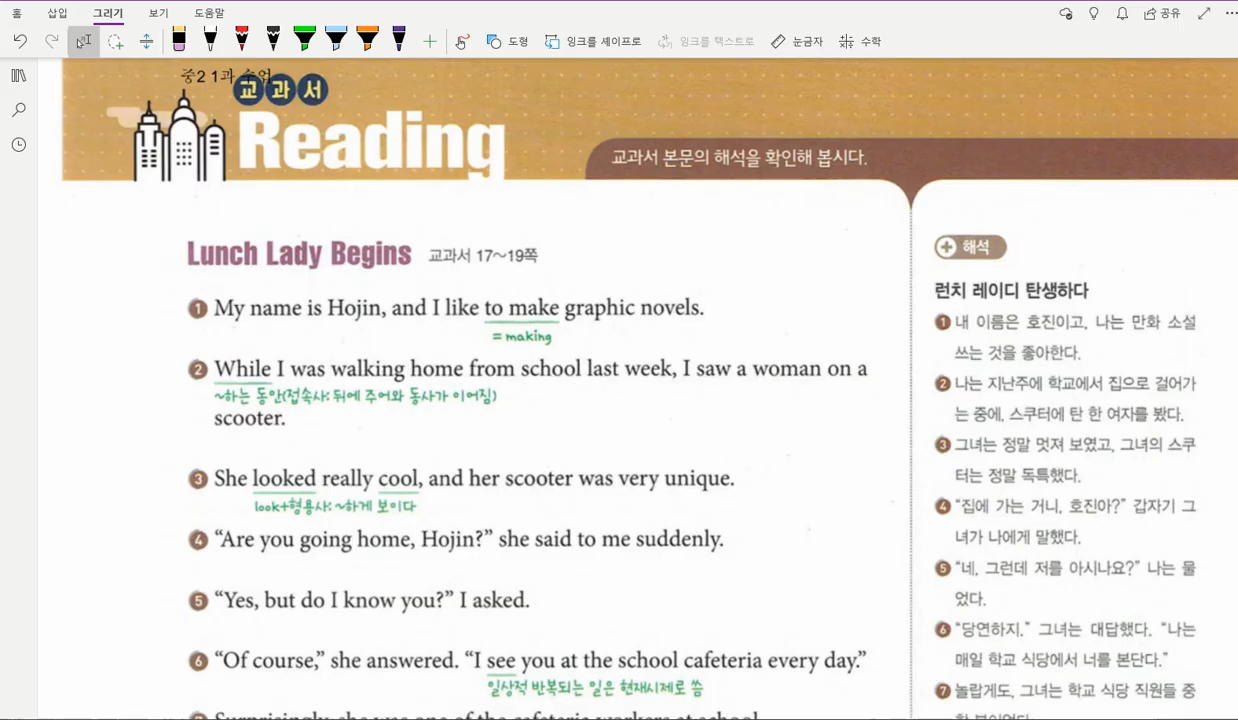 홈 삽입 그리기 보기 도움말
공유
도형 잉크를 셰이프로 잉크를 텍스트로 눈금자 수학
중2 1과 수업
교과서
Reading
교과서 본문의 해석을 확인해 봅시다.
Lunch Lady Begins 교과서 17~19쪽
1 My name is Hojin, and I like to make graphic novels.
= making
2 While I was walking home from school last week, I saw a woman on a
~하는 동안(접속사: 뒤에 주어와 동사가 이어짐)
scooter.
3 She looked really cool, and her scooter was very unique.
look+형용사: ~하게 보이다
4 “Are you going home, Hojin?” she said to me suddenly.
5 “Yes, but do I know you?” I asked.
6 “Of course,” she answered. “I see you at the school cafeteria every day.”
일상적 반복되는 일은 현재시제로 씀
Surprisingly, she was one of the cafeteria workers at school.
해석
런치 레이디 탄생하다
1 내 이름은 호진이고, 나는 만화 소설
쓰는 것을 좋아한다.
2 나는 지난주에 학교에서 집으로 걸어가
는 중에, 스쿠터에 탄 한 여자를 봤다.
3 그녀는 정말 멋져 보였고, 그녀의 스쿠
터는 정말 독특했다.
4 “집에 가는 거니, 호진아?” 갑자기 그
녀가 나에게 말했다.
5 “네, 그런데 저를 아시나요?” 나는 물
었다.
6 “당연하지.” 그녀는 대답했다. “나는
매일 학교 식당에서 너를 본단다.”
7 놀랍게도, 그녀는 학교 식당 직원들 중
한 분이었다.